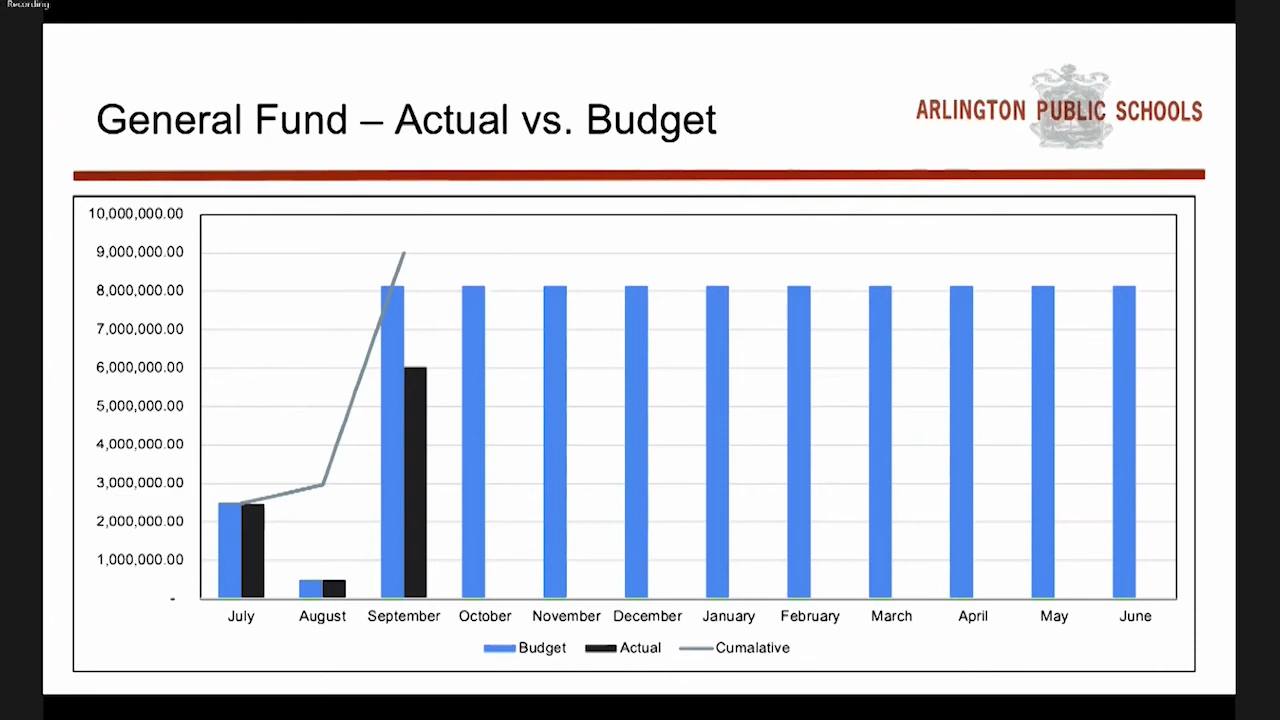 Recording
General Fund – Actual vs. Budget
ARLINGTON PUBLIC SCHOOLS
10,000,000.00
9,000,000.00
8,000,000.00
7,000,000.00
6,000,000.00
5,000,000.00
4,000,000.00
3,000,000.00
2,000,000.00
1,000,000.00
-
July August September October November December January February March April May June
Budget Actual Cumalative